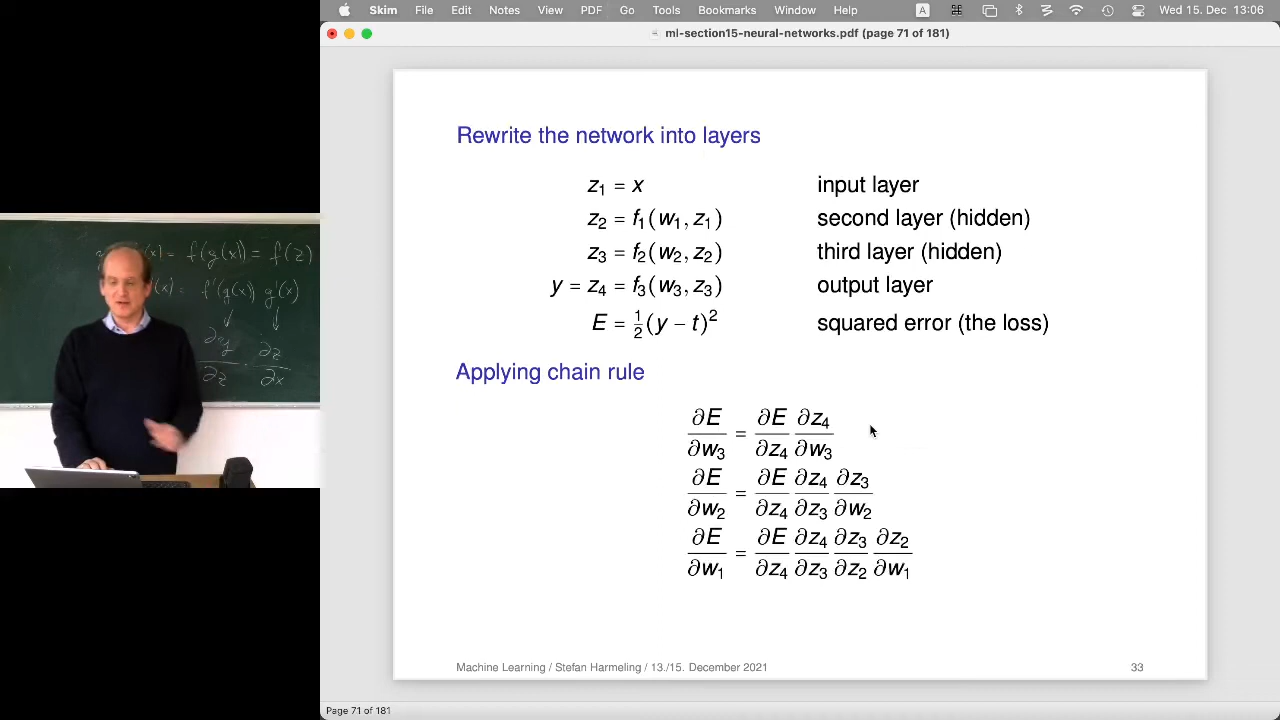 Skim File Edit Notes View PDF Go Tools Bookmarks Window Help A Wed 15. Dec 13:06
ml-section15-neural-networks.pdf (page 71 of 181)
Rewrite the network into layers
z₁ = x input layer
z₂ = f₁(w₁, z₁) second layer (hidden)
z₃ = f₂(w₂, z₂) third layer (hidden)
y = z₄ = f₃(w₃, z₃) output layer
E = ½(y − t)² squared error (the loss)
Applying chain rule
∂E/∂w₃ = ∂E/∂z₄ ∂z₄/∂w₃
∂E/∂w₂ = ∂E/∂z₄ ∂z₄/∂z₃ ∂z₃/∂w₂
∂E/∂w₁ = ∂E/∂z₄ ∂z₄/∂z₃ ∂z₃/∂z₂ ∂z₂/∂w₁
Machine Learning / Stefan Harmeling / 13./15. December 2021 33
Page 71 of 181
(x) = f(g(x)) = f(z)
(x) = f'(g(x)) g'(x)
↓ ↓
∂y/∂z · ∂z/∂x